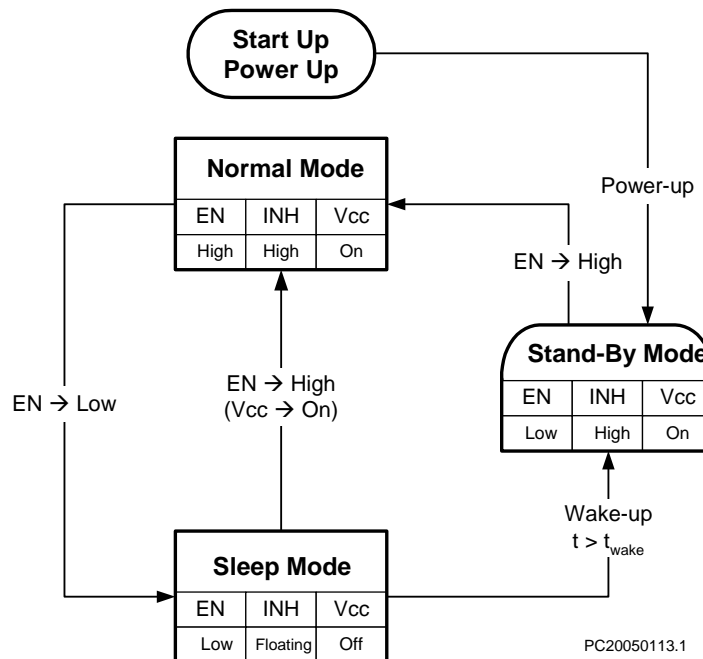 Start Up
Power Up
Power-up
Normal Mode
EN INH Vcc
High High On
EN → High
Stand-By Mode
EN INH Vcc
Low High On
EN → Low
EN → High
(Vcc → On)
Wake-up
t > twake
Sleep Mode
EN INH Vcc
Low Floating Off
PC20050113.1